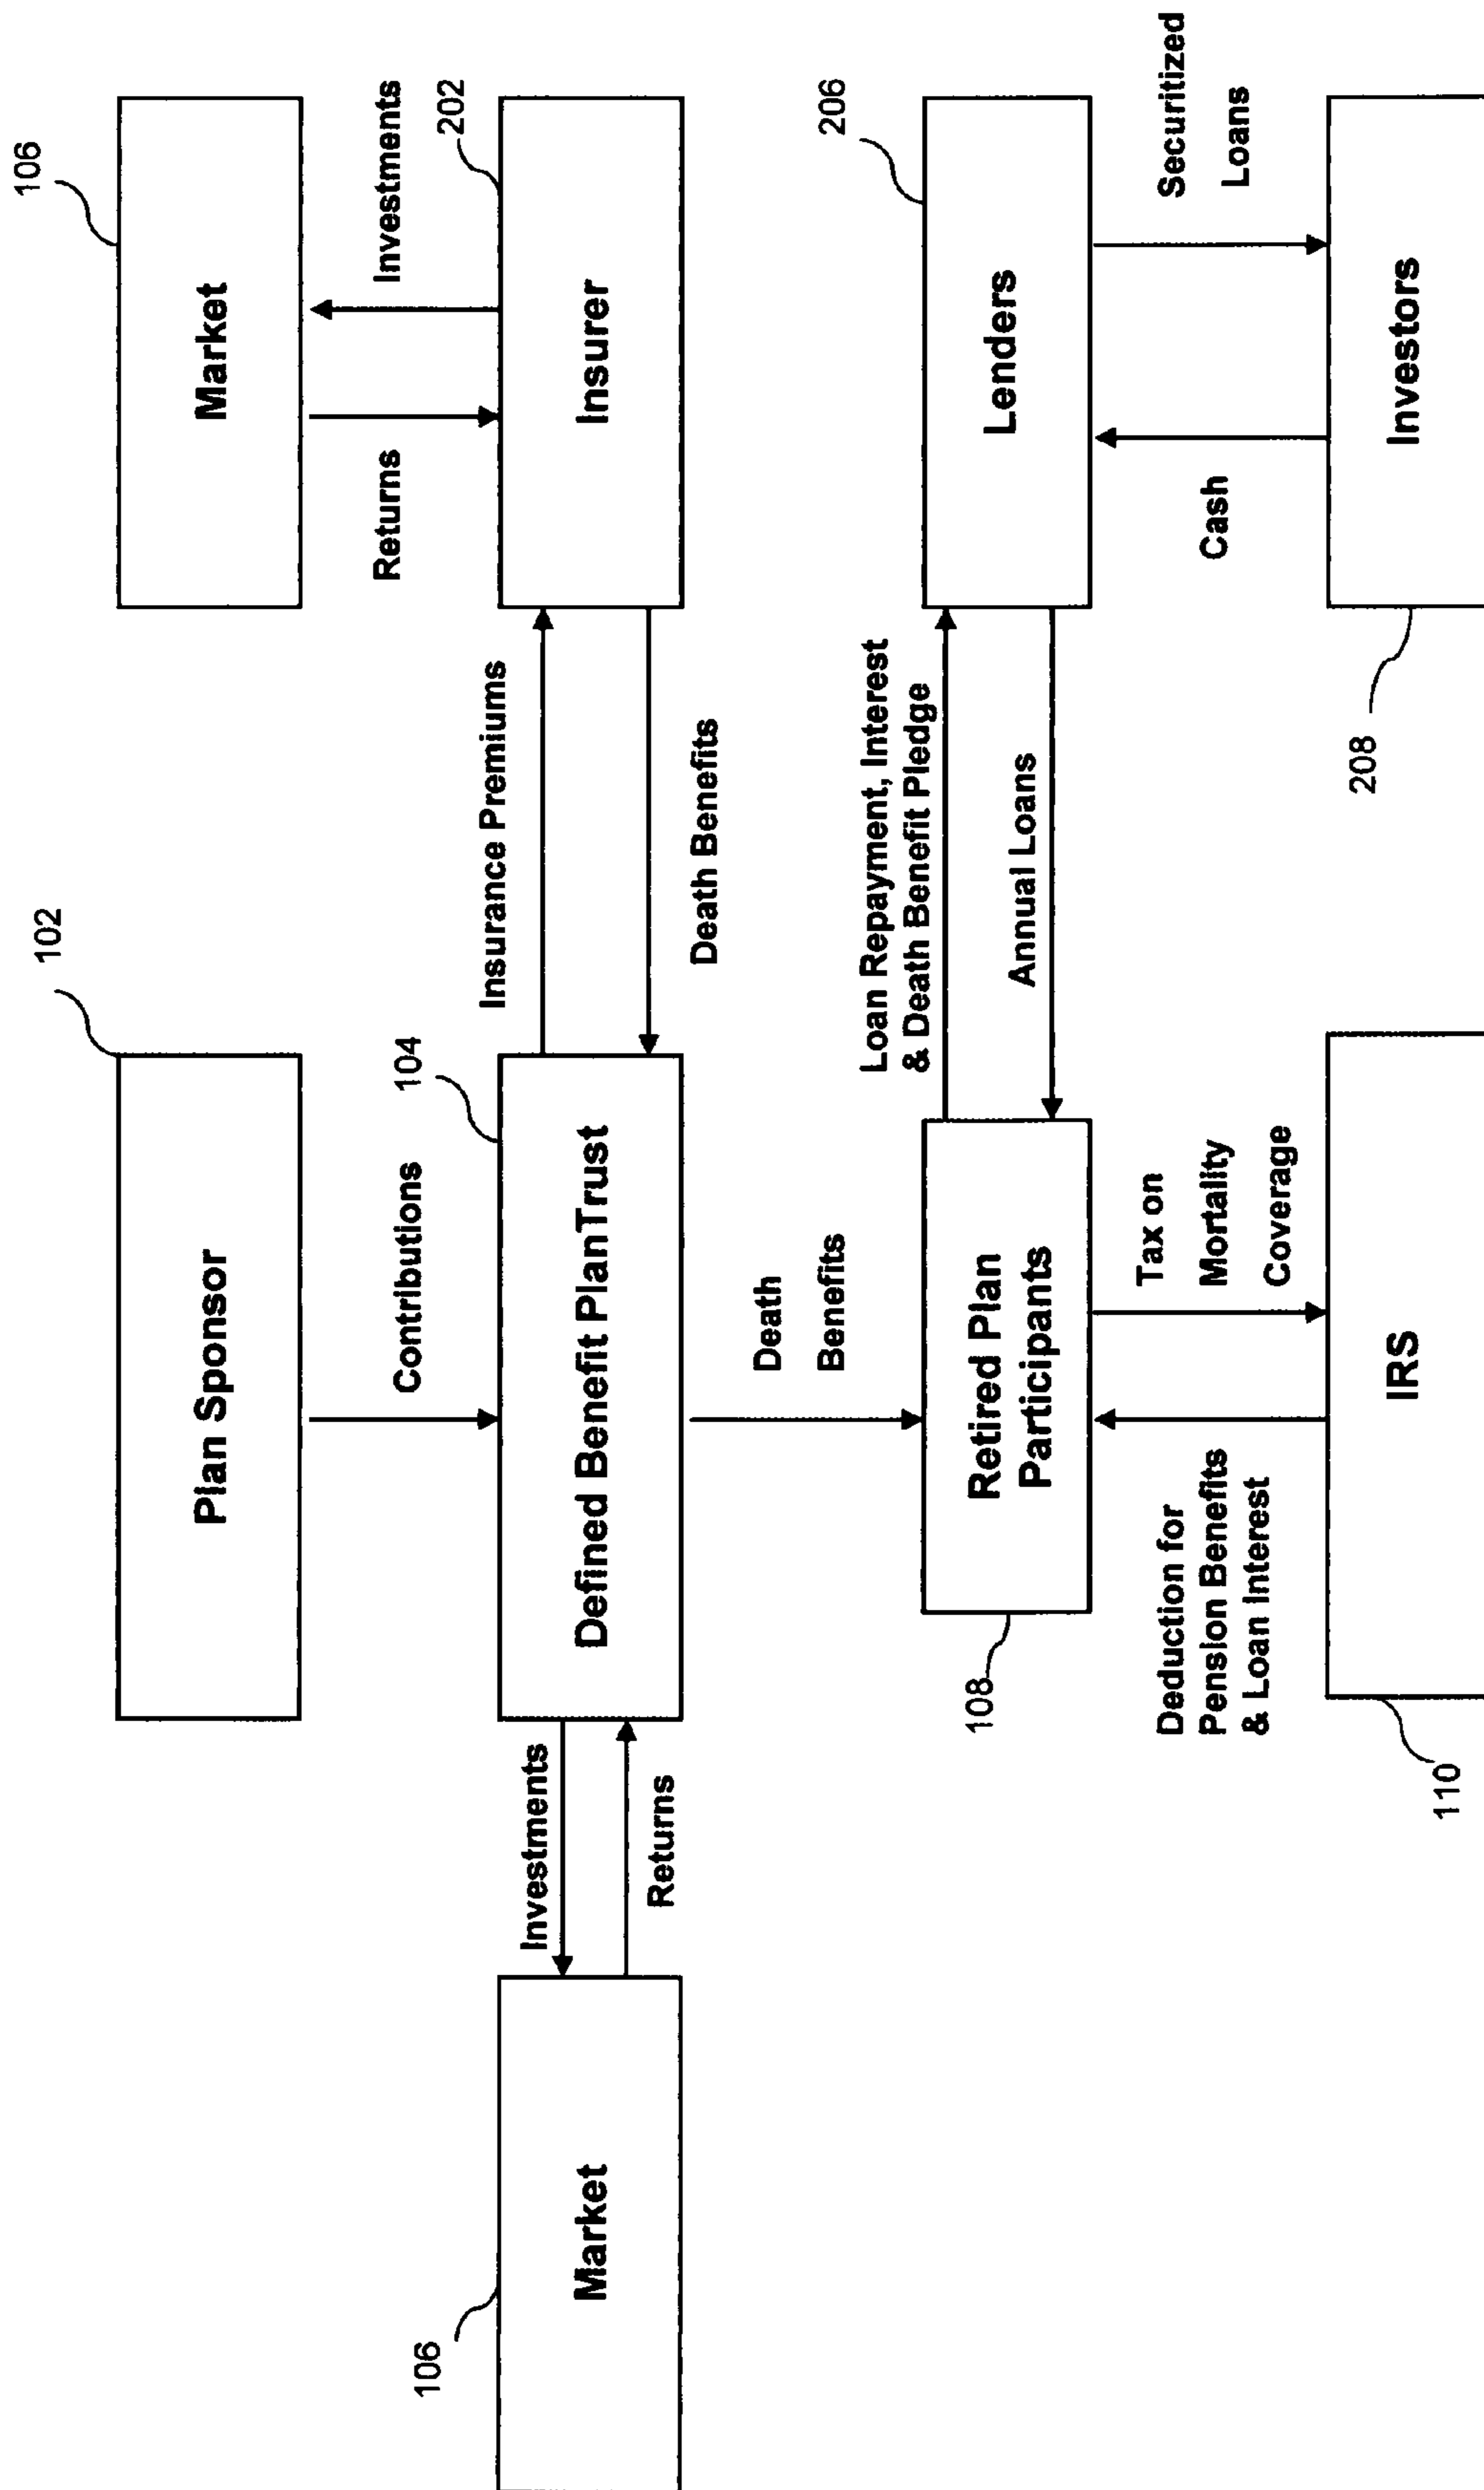 106
102
Market
Plan Sponsor
Returns
Investments
Contributions
202
104
106
Market
Investments
Returns
Defined Benefit PlanTrust
Insurance Premiums
Death Benefits
Insurer
Death
Benefits
206
108
Retired Plan
Participants
Loan Repayment, Interest
& Death Benefit Pledge
Annual Loans
Lenders
Deduction for
Pension Benefits
& Loan Interest
Tax on
Mortality
Coverage
Cash
Securitized
Loans
110
IRS
208
Investors